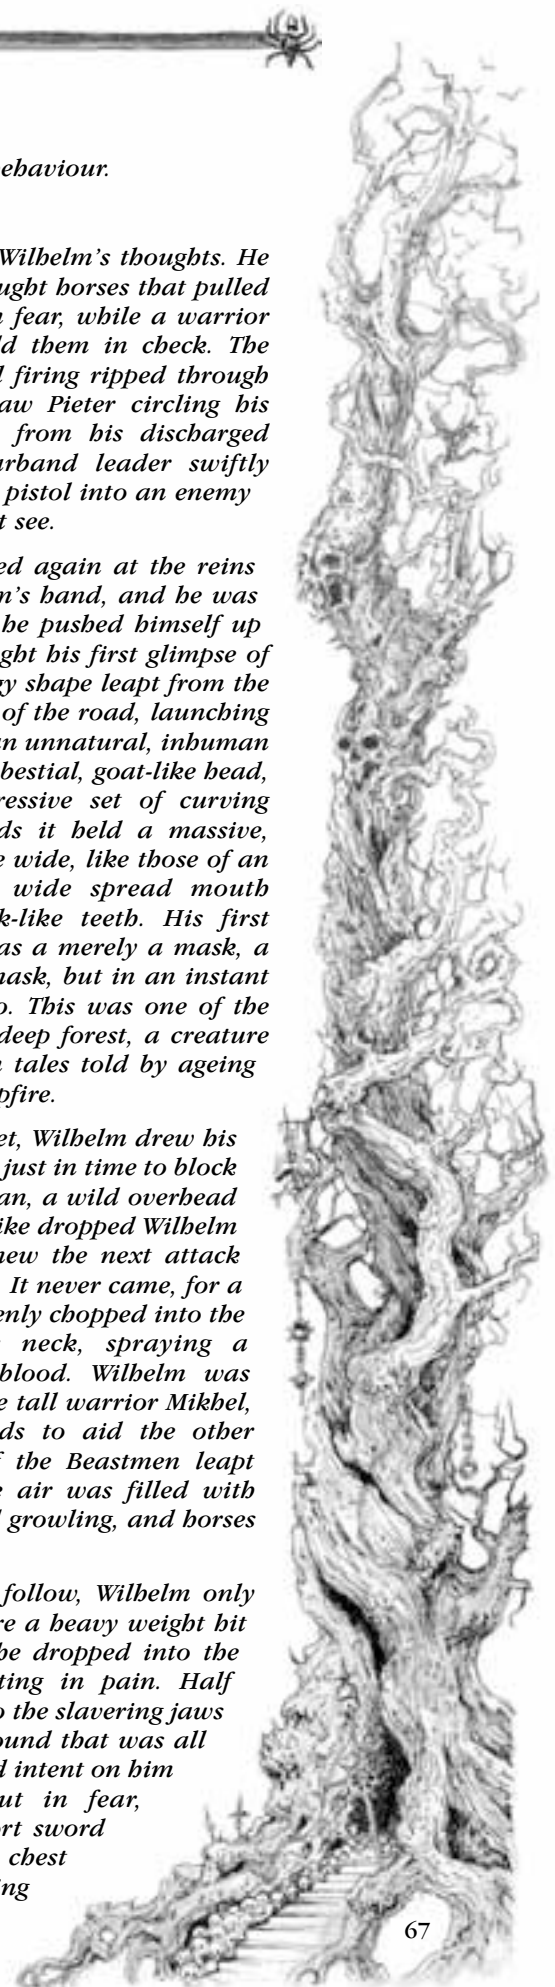 ehaviour.
Wilhelm's thoughts. He
ught horses that pulled
fear, while a warrior
ld them in check. The
firing ripped through
aw Pieter circling his
from his discharged
arband leader swiftly
pistol into an enemy
t see.
ed again at the reins
m's hand, and he was
he pushed himself up
ght his first glimpse of
gy shape leapt from the
of the road, launching
an unnatural, inhuman
bestial, goat-like head,
ressive set of curving
ds it held a massive,
e wide, like those of an
wide spread mouth
k-like teeth. His first
as a merely a mask, a
mask, but in an instant
o. This was one of the
deep forest, a creature
tales told by ageing
pfire.
et, Wilhelm drew his
just in time to block
an, a wild overhead
ike dropped Wilhelm
new the next attack
It never came, for a
enly chopped into the
neck, spraying a
blood. Wilhelm was
e tall warrior Mikhel,
ds to aid the other
f the Beastmen leapt
e air was filled with
growling, and horses
follow, Wilhelm only
re a heavy weight hit
he dropped into the
ting in pain. Half
o the slavering jaws
ound that was all
d intent on him
ut in fear,
ort sword
chest
ing
67